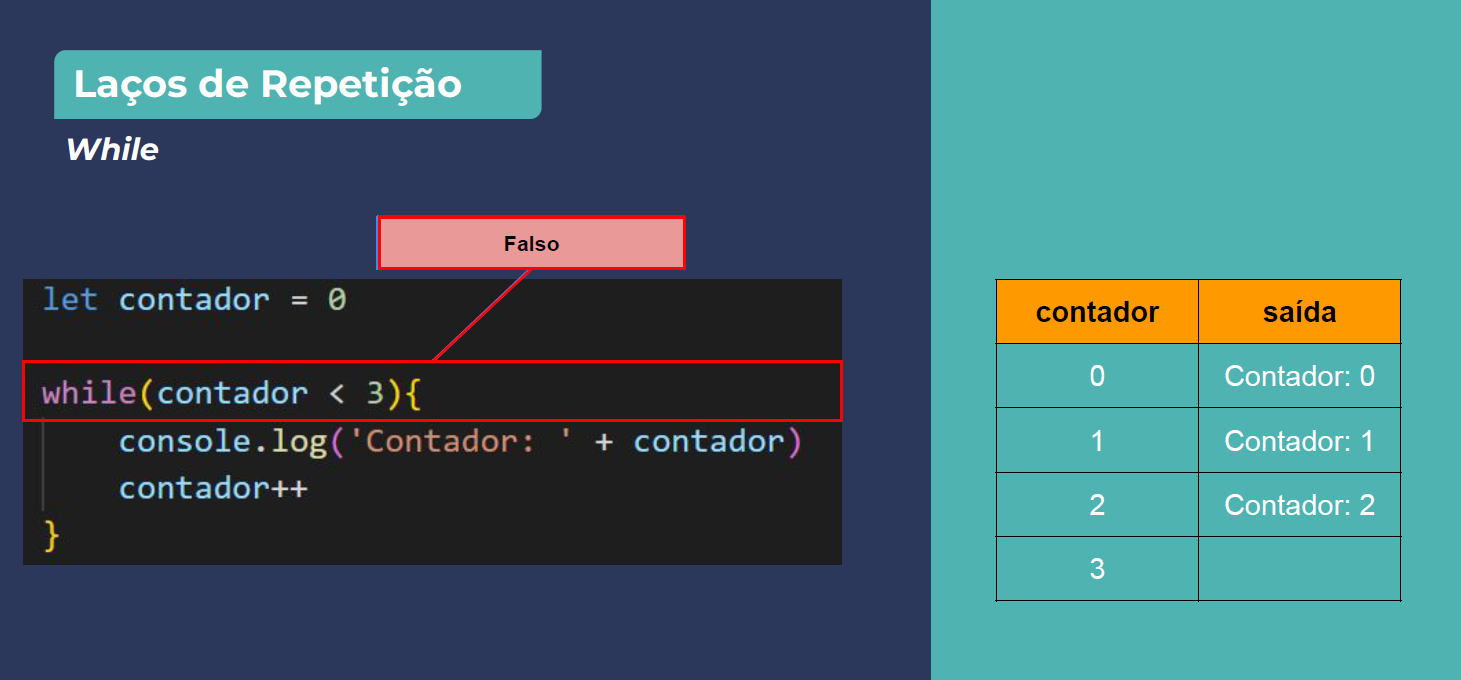 Laços de Repetição
While
Falso
let contador = 0
while(contador < 3){
console.log('Contador: ' + contador)
contador++
}
contador saída
0 Contador: 0
1 Contador: 1
2 Contador: 2
3